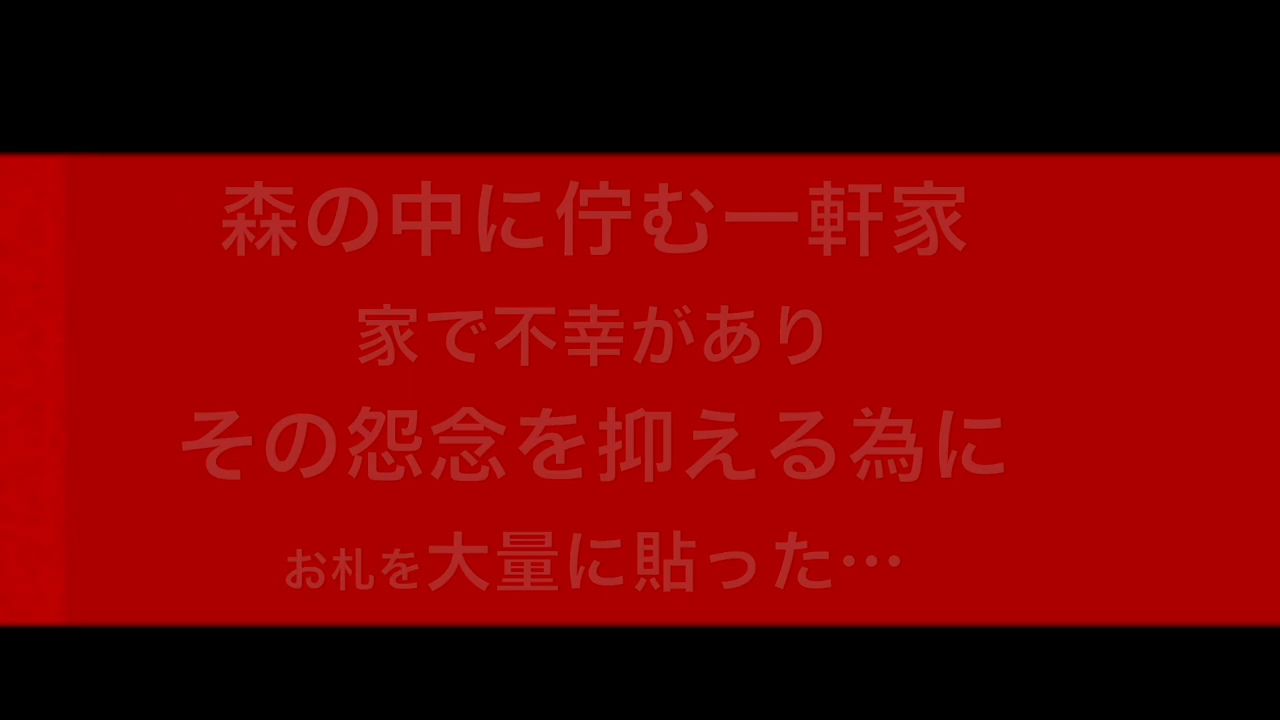 森の中に佇む一軒家
家で不幸があり
その怨念を抑える為に
お札を大量に貼った…